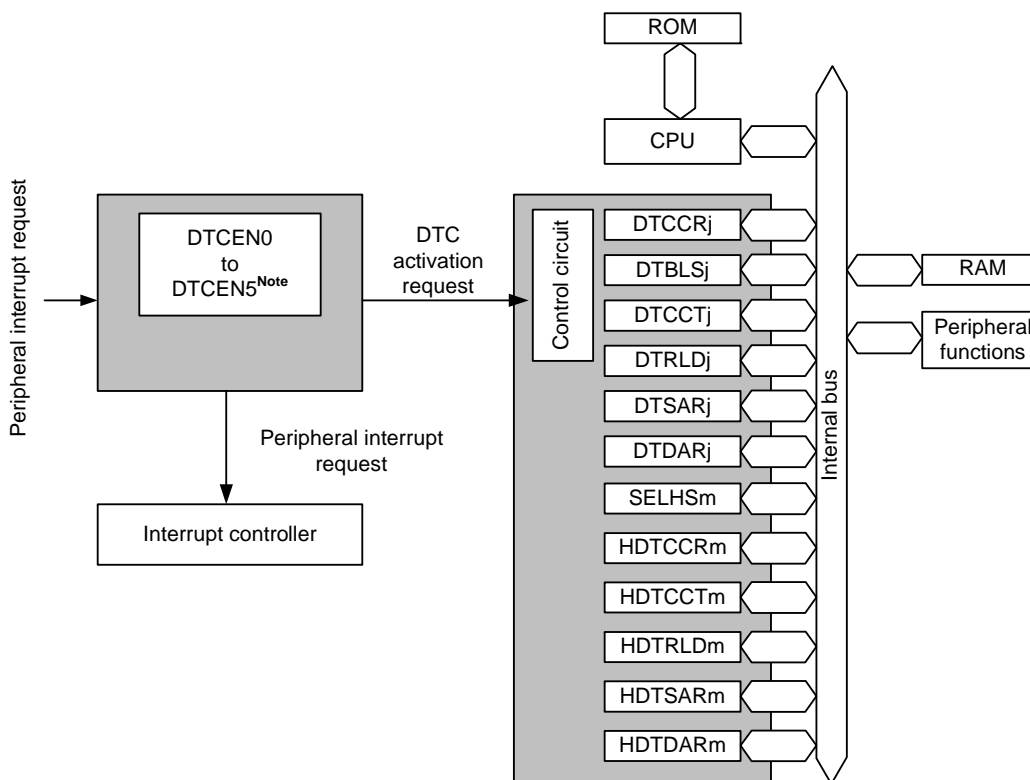 ROM
CPU
Peripheral interrupt request
DTCEN0
to
DTCEN5Note
DTC
activation
request
Control circuit
DTCCRj
DTBLSj
DTCCTj
DTRLDj
DTSARj
DTDARj
SELHSm
HDTCCRm
HDTCCTm
HDTRLDm
HDTSARm
HDTDARm
Internal bus
RAM
Peripheral
functions
Peripheral interrupt
request
Interrupt controller